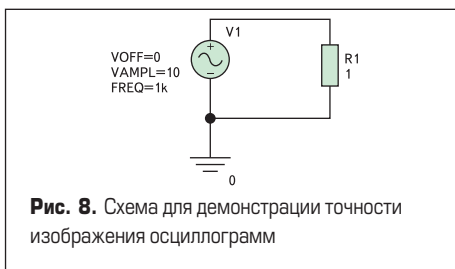 V1
VOFF=0
VAMPL=10
FREQ=1k
R1
1
0
Рис. 8. Схема для демонстрации точности
изображения осциллограмм